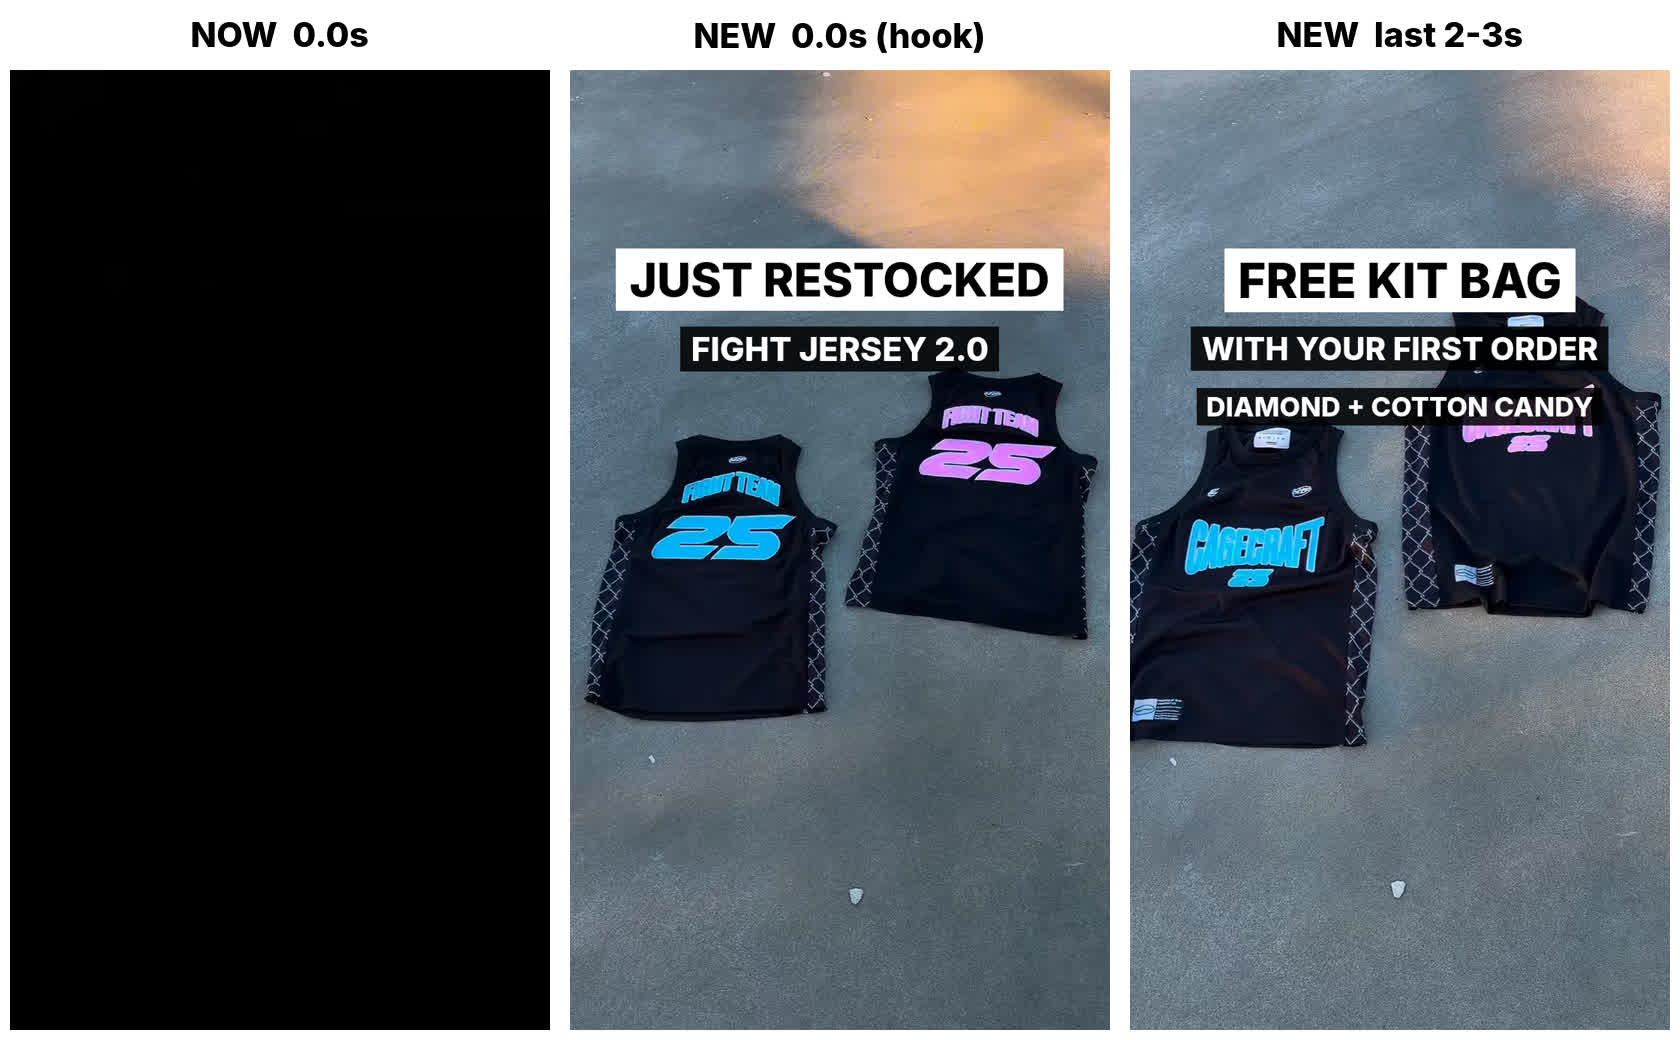 NOW 0.0s
NEW 0.0s (hook)
NEW last 2-3s
JUST RESTOCKED
FIGHT JERSEY 2.0
FIGHT TEAM
25
FIGHT TEAM
25
FREE KIT BAG
WITH YOUR FIRST ORDER
DIAMOND + COTTON CANDY
CAGECRAFT
25
25